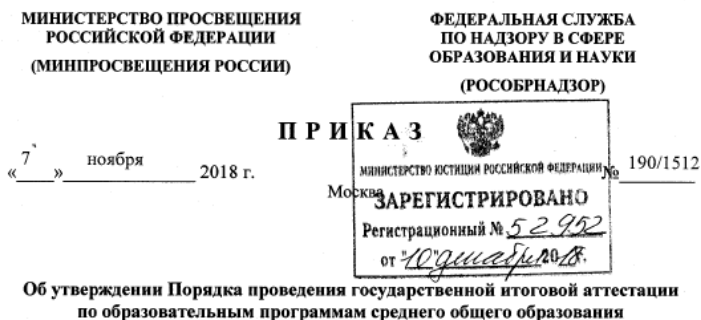 МИНИСТЕРСТВО ПРОСВЕЩЕНИЯ
РОССИЙСКОЙ ФЕДЕРАЦИИ
(МИНПРОСВЕЩЕНИЯ РОССИИ)
ФЕДЕРАЛЬНАЯ СЛУЖБА
ПО НАДЗОРУ В СФЕРЕ
ОБРАЗОВАНИЯ И НАУКИ
(РОСОБРНАДЗОР)
ПРИКАЗ
«7» ноября 2018 г.
№ 190/1512
Москва
МИНИСТЕРСТВО ЮСТИЦИИ РОССИЙСКОЙ ФЕДЕРАЦИИ
ЗАРЕГИСТРИРОВАНО
Регистрационный № 52952
от "10" декабря 2018.
Об утверждении Порядка проведения государственной итоговой аттестации
по образовательным программам среднего общего образования